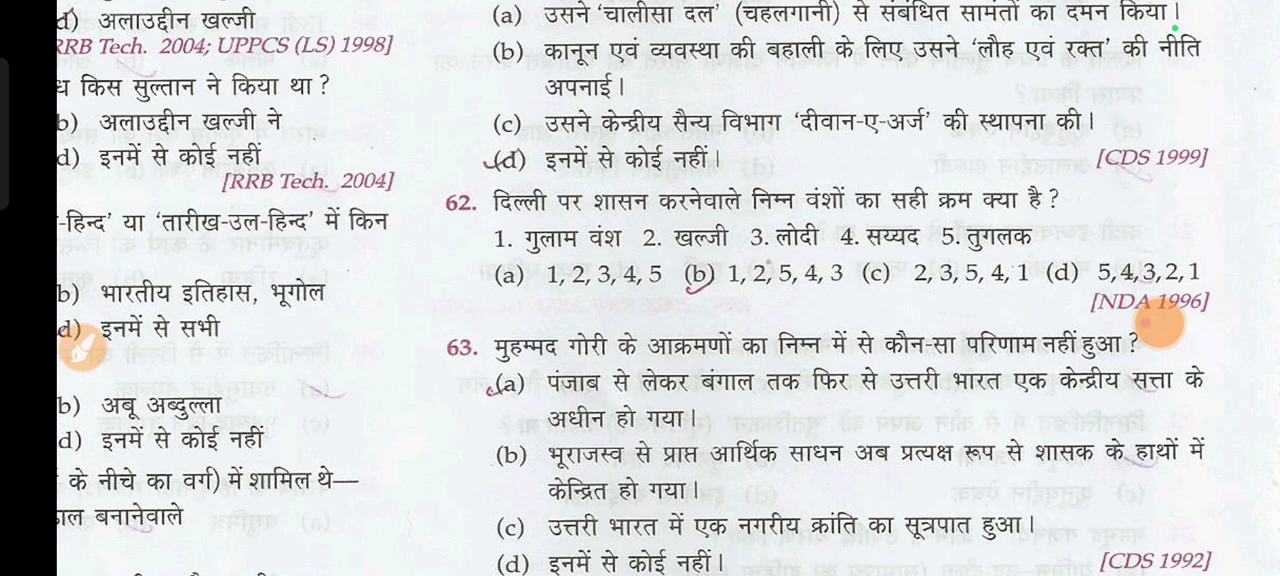 d) अलाउद्दीन खल्जी
RRB Tech. 2004; UPPCS (LS) 1998]
ध किस सुल्तान ने किया था ?
b) अलाउद्दीन खल्जी ने
d) इनमें से कोई नहीं
[RRB Tech. 2004]
-हिन्द’ या ‘तारीख-उल-हिन्द’ में किन
b) भारतीय इतिहास, भूगोल
d) इनमें से सभी
b) अबू अब्दुल्ला
d) इनमें से कोई नहीं
के नीचे का वर्ग) में शामिल थे—
बनानेवाले
(a) उसने ‘चालीसा दल’ (चहलगानी) से संबंधित सामंतों का दमन किया।
(b) कानून एवं व्यवस्था की बहाली के लिए उसने ‘लौह एवं रक्त’ की नीति
अपनाई।
(c) उसने केन्द्रीय सैन्य विभाग ‘दीवान-ए-अर्ज’ की स्थापना की।
(d) इनमें से कोई नहीं।
[CDS 1999]
62. दिल्ली पर शासन करनेवाले निम्न वंशों का सही क्रम क्या है ?
1. गुलाम वंश 2. खल्जी 3. लोदी 4. सय्यद 5. तुगलक
(a) 1, 2, 3, 4, 5 (b) 1, 2, 5, 4, 3 (c) 2, 3, 5, 4, 1 (d) 5,4,3,2,1
[NDA 1996]
63. मुहम्मद गोरी के आक्रमणों का निम्न में से कौन-सा परिणाम नहीं हुआ ?
(a) पंजाब से लेकर बंगाल तक फिर से उत्तरी भारत एक केन्द्रीय सत्ता के
अधीन हो गया।
(b) भूराजस्व से प्राप्त आर्थिक साधन अब प्रत्यक्ष रूप से शासक के हाथों में
केन्द्रित हो गया।
(c) उत्तरी भारत में एक नगरीय क्रांति का सूत्रपात हुआ।
(d) इनमें से कोई नहीं।
[CDS 1992]